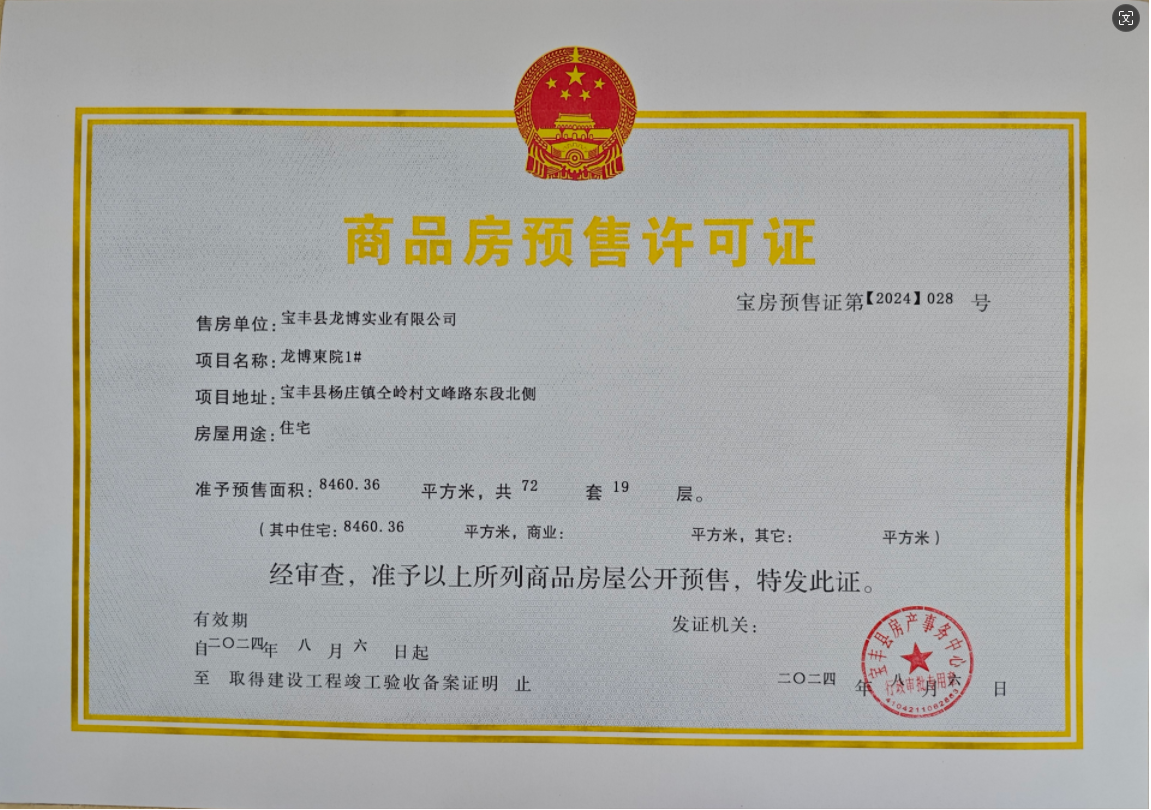 商品房预售许可证
宝房预售证第【2024】028 号
售房单位：宝丰县龙博实业有限公司
项目名称：龙博東院1#
项目地址：宝丰县杨庄镇仝岭村文峰路东段北侧
房屋用途：住宅
准予预售面积：8460.36 平方米，共 72 套 19 层。
（其中住宅：8460.36 平方米，商业： 平方米，其它： 平方米）
经审查，准予以上所列商品房屋公开预售，特发此证。
有效期
自二〇二四年 八 月 六 日起
至 取得建设工程竣工验收备案证明 止
发证机关：
宝丰县房产事务中心
行政审批专用章
二〇二四 年 八 月 六 日